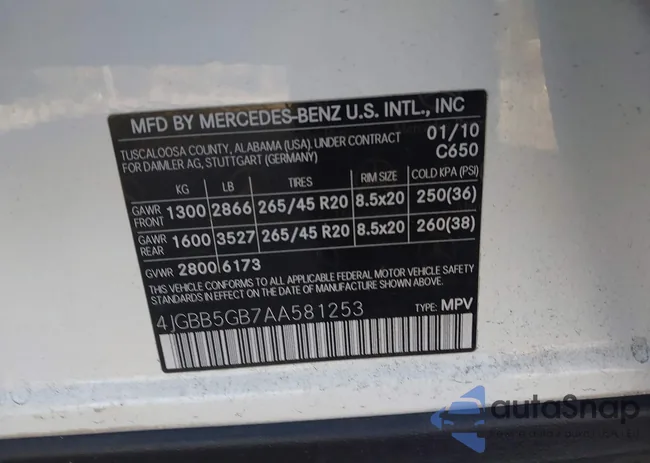 MFD BY MERCEDES-BENZ U.S. INTL., INC
TUSCALOOSA COUNTY, ALABAMA (USA), UNDER CONTRACT 01/10
FOR DAIMLER AG, STUTTGART (GERMANY) C650
KG LB TIRES RIM SIZE COLD KPA (PSI)
GAWR FRONT 1300 2866 265/45 R20 8.5x20 250(36)
GAWR REAR 1600 3527 265/45 R20 8.5x20 260(38)
GVWR 2800 6173
THIS VEHICLE CONFORMS TO ALL APPLICABLE FEDERAL MOTOR VEHICLE SAFETY
STANDARDS IN EFFECT ON THE DATE OF MANUFACTURE SHOWN ABOVE.
4JGBB5GB7AA581253 TYPE: MPV
autoSnap